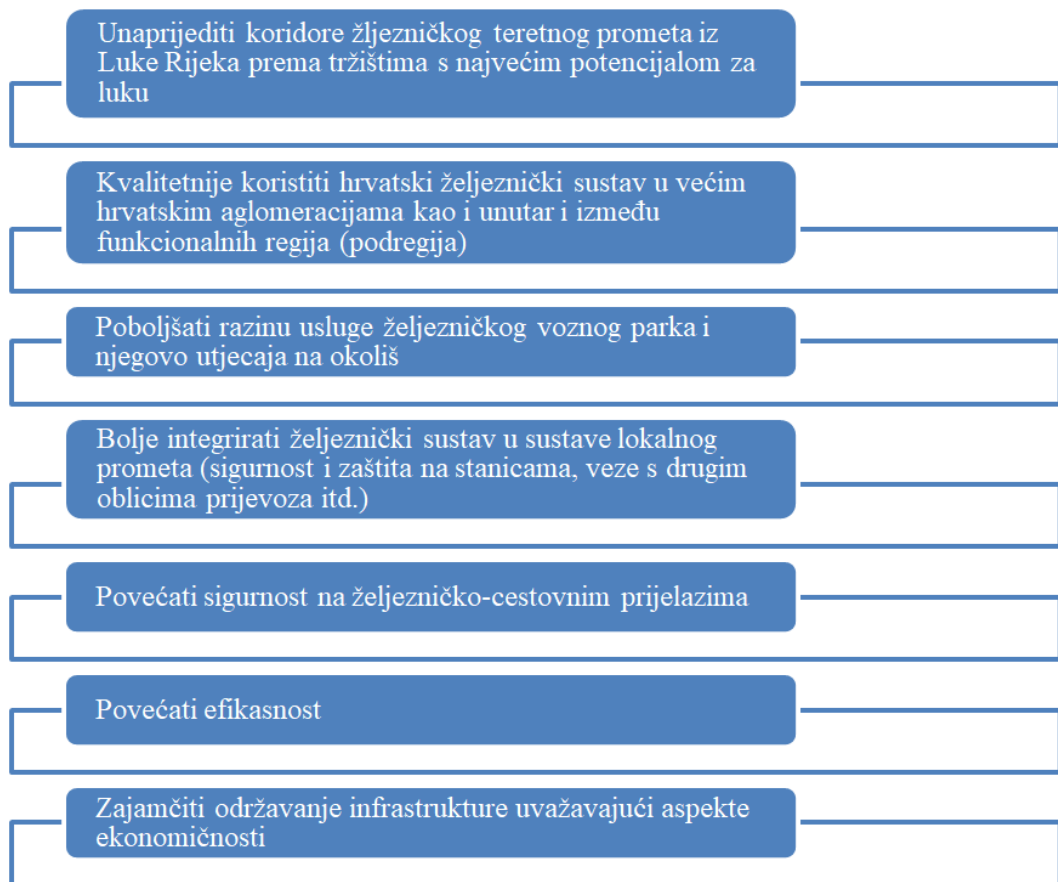 Unaprijediti koridore žljezničkog teretnog prometa iz
Luke Rijeka prema tržištima s najvećim potencijalom za
luku
Kvalitetnije koristiti hrvatski željeznički sustav u većim
hrvatskim aglomeracijama kao i unutar i između
funkcionalnih regija (podregija)
Poboljšati razinu usluge željezničkog voznog parka i
njegovo utjecaja na okoliš
Bolje integrirati željeznički sustav u sustave lokalnog
prometa (sigurnost i zaštita na stanicama, veze s drugim
oblicima prijevoza itd.)
Povećati sigurnost na željezničko-cestovnim prijelazima
Povećati efikasnost
Zajamčiti održavanje infrastrukture uvažavajući aspekte
ekonomičnosti